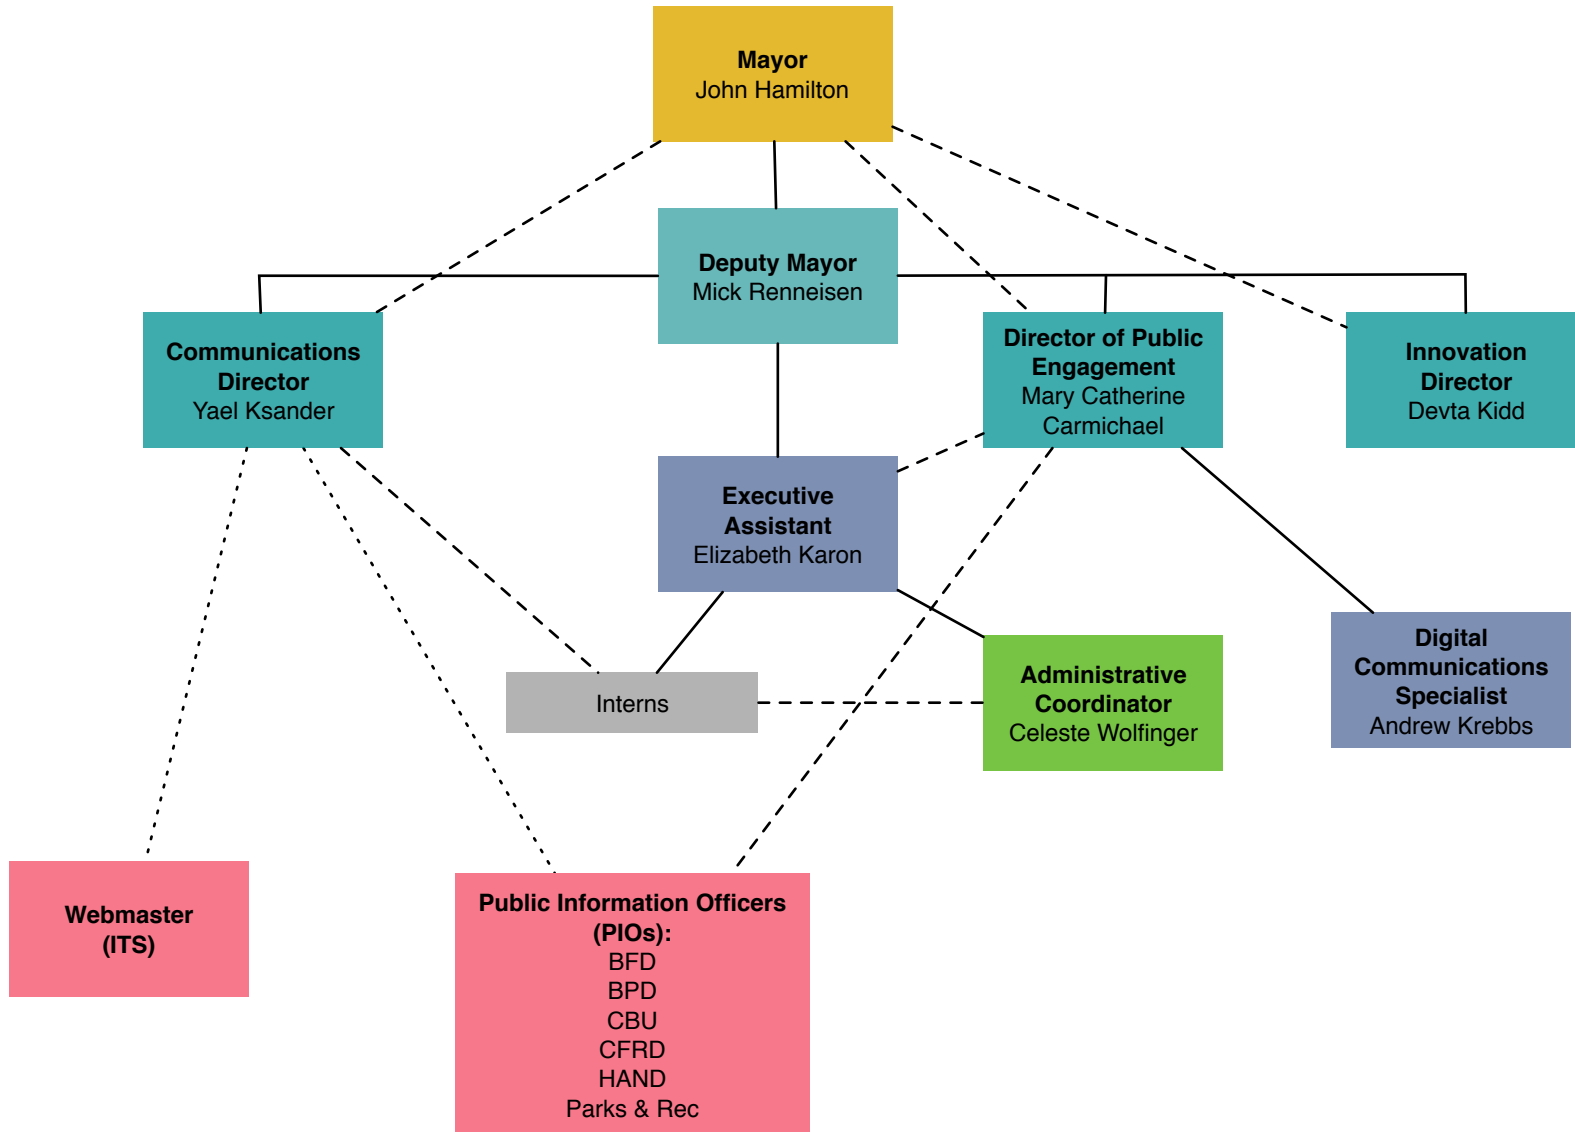 Mayor
John Hamilton
Deputy Mayor
Mick Renneisen
Communications
Director
Yael Ksander
Director of Public
Engagement
Mary Catherine
Carmichael
Innovation
Director
Devta Kidd
Executive
Assistant
Elizabeth Karon
Interns
Administrative
Coordinator
Celeste Wolfinger
Digital
Communications
Specialist
Andrew Krebbs
Webmaster
(ITS)
Public Information Officers
(PIOs):
BFD
BPD
CBU
CFRD
HAND
Parks & Rec